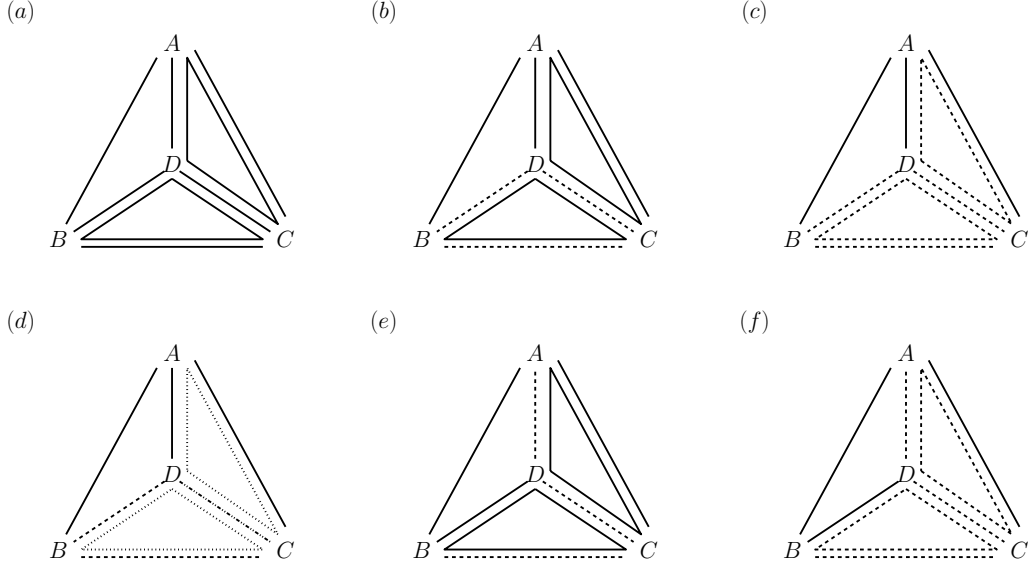 (a) (b) (c)
A A A
D D D
B C B C B C
(d) (e) (f)
A A A
D D D
B C B C B C